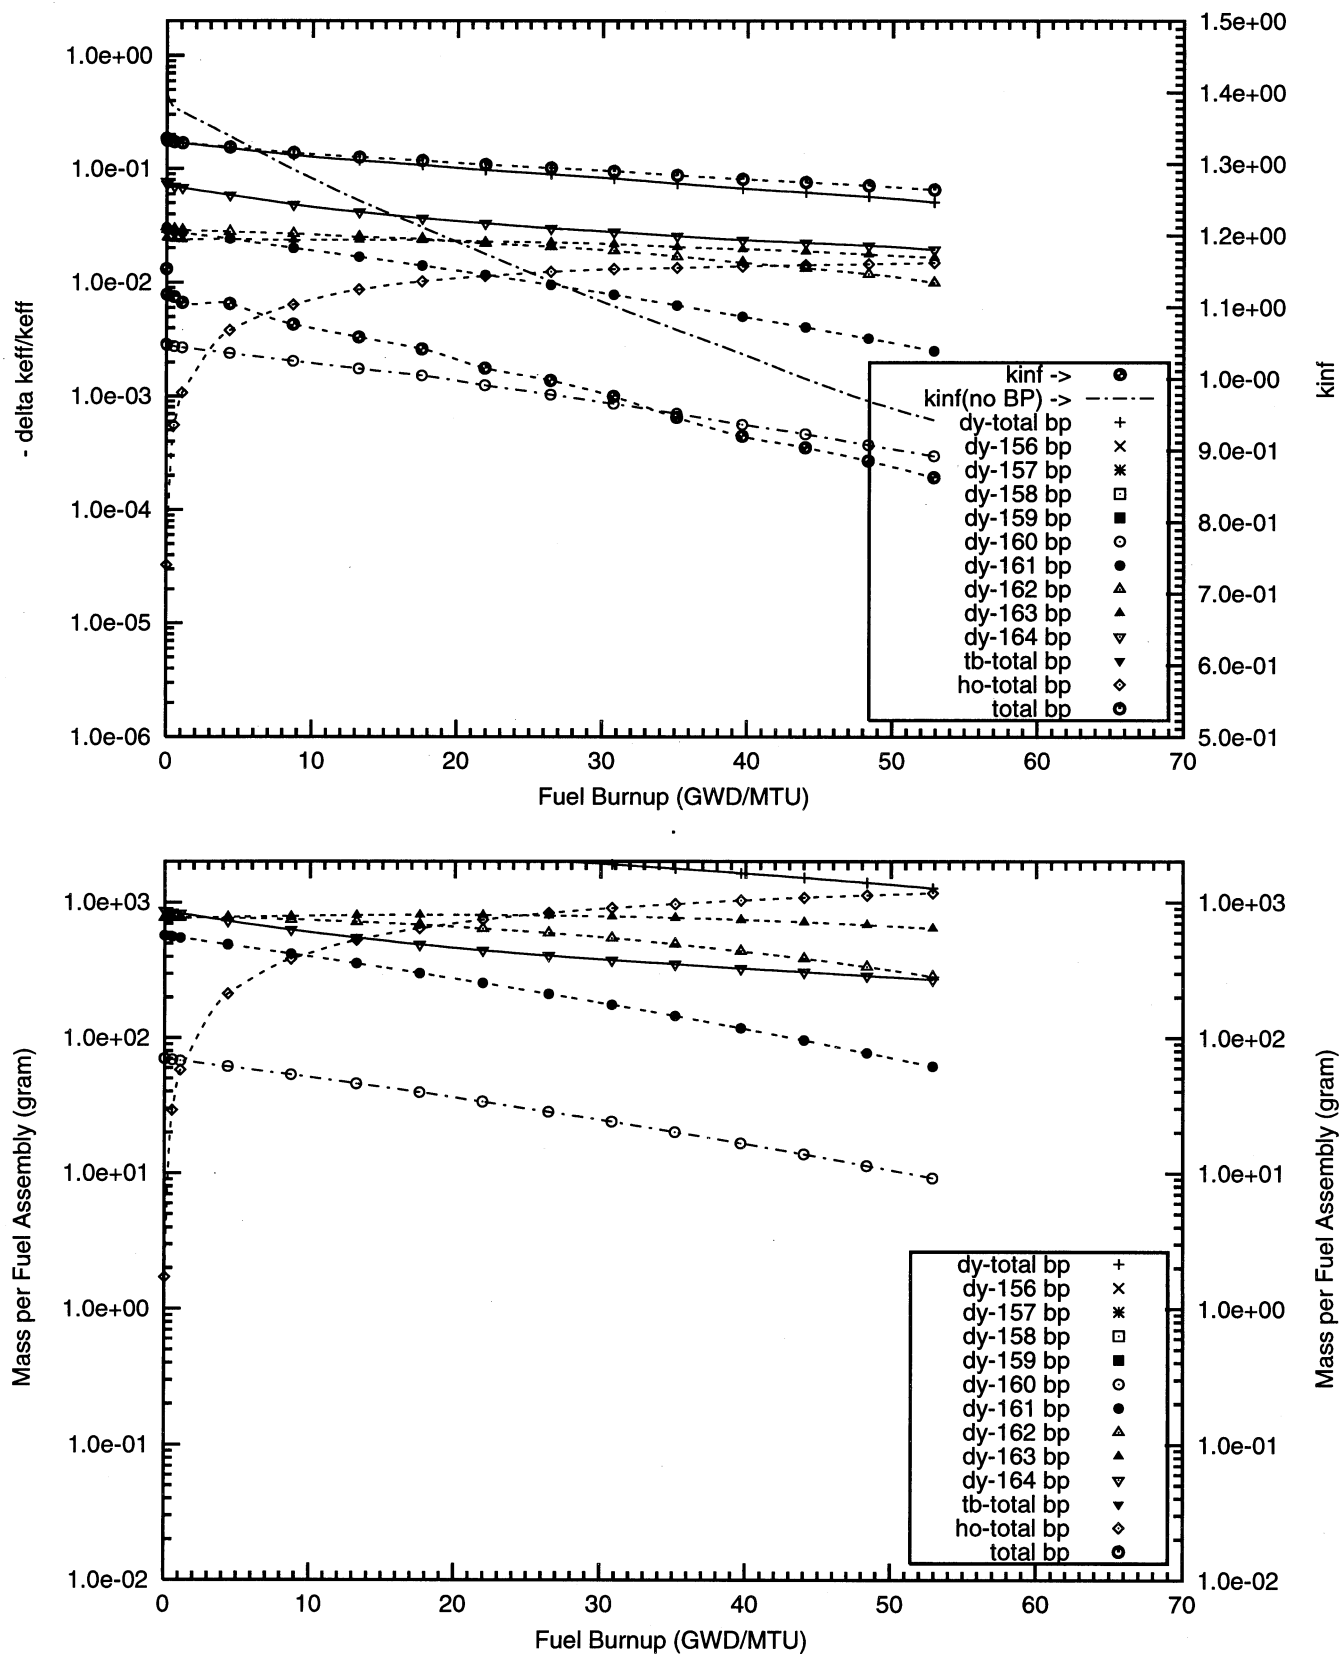 1.0e+00
1.0e-01
1.0e-02
1.0e-03
1.0e-04
1.0e-05
1.0e-06
- delta keff/keff
1.5e+00
1.4e+00
1.3e+00
1.2e+00
1.1e+00
1.0e-00
9.0e-01
8.0e-01
7.0e-01
6.0e-01
5.0e-01
kinf
kinf ->
kinf(no BP) ->
dy-total bp
dy-156 bp
dy-157 bp
dy-158 bp
dy-159 bp
dy-160 bp
dy-161 bp
dy-162 bp
dy-163 bp
dy-164 bp
tb-total bp
ho-total bp
total bp
0 10 20 30 40 50 60 70
Fuel Burnup (GWD/MTU)
1.0e+03
1.0e+02
1.0e+01
1.0e+00
1.0e-01
1.0e-02
Mass per Fuel Assembly (gram)
1.0e+03
1.0e+02
1.0e+01
1.0e+00
1.0e-01
1.0e-02
Mass per Fuel Assembly (gram)
dy-total bp
dy-156 bp
dy-157 bp
dy-158 bp
dy-159 bp
dy-160 bp
dy-161 bp
dy-162 bp
dy-163 bp
dy-164 bp
tb-total bp
ho-total bp
total bp
0 10 20 30 40 50 60 70
Fuel Burnup (GWD/MTU)